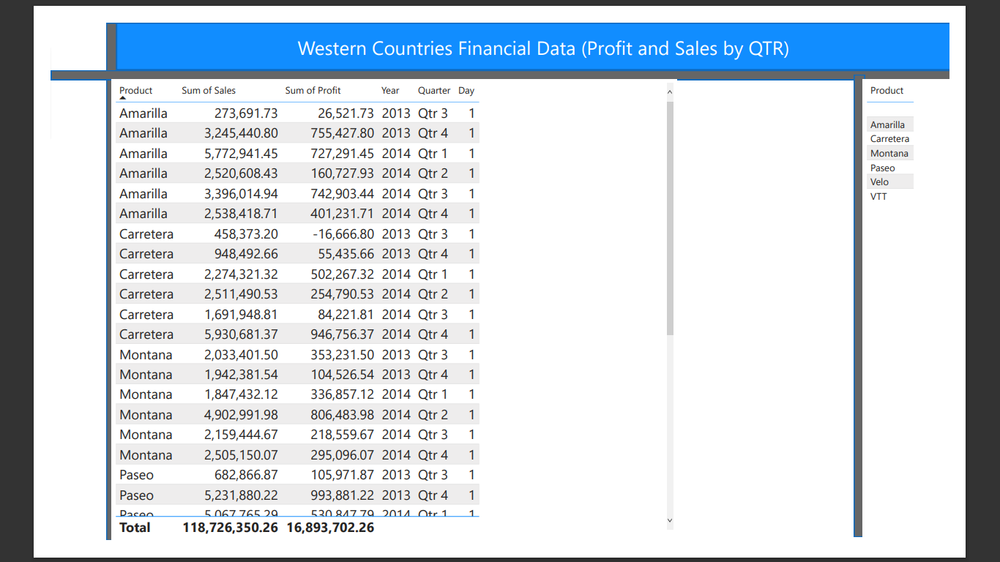 Western Countries Financial Data (Profit and Sales by QTR)
Product Sum of Sales Sum of Profit Year Quarter Day
Amarilla 273,691.73 26,521.73 2013 Qtr 3 1
Amarilla 3,245,440.80 755,427.80 2013 Qtr 4 1
Amarilla 5,772,941.45 727,291.45 2014 Qtr 1 1
Amarilla 2,520,608.43 160,727.93 2014 Qtr 2 1
Amarilla 3,396,014.94 742,903.44 2014 Qtr 3 1
Amarilla 2,538,418.71 401,231.71 2014 Qtr 4 1
Carretera 458,373.20 -16,666.80 2013 Qtr 3 1
Carretera 948,492.66 55,435.66 2013 Qtr 4 1
Carretera 2,274,321.32 502,267.32 2014 Qtr 1 1
Carretera 2,511,490.53 254,790.53 2014 Qtr 2 1
Carretera 1,691,948.81 84,221.81 2014 Qtr 3 1
Carretera 5,930,681.37 946,756.37 2014 Qtr 4 1
Montana 2,033,401.50 353,231.50 2013 Qtr 3 1
Montana 1,942,381.54 104,526.54 2013 Qtr 4 1
Montana 1,847,432.12 336,857.12 2014 Qtr 1 1
Montana 4,902,991.98 806,483.98 2014 Qtr 2 1
Montana 2,159,444.67 218,559.67 2014 Qtr 3 1
Montana 2,505,150.07 295,096.07 2014 Qtr 4 1
Paseo 682,866.87 105,971.87 2013 Qtr 3 1
Paseo 5,231,880.22 993,881.22 2013 Qtr 4 1
Paseo 5,067,765.29 530,847.79 2014 Qtr 1 1
Total 118,726,350.26 16,893,702.26
Product
Amarilla
Carretera
Montana
Paseo
Velo
VTT